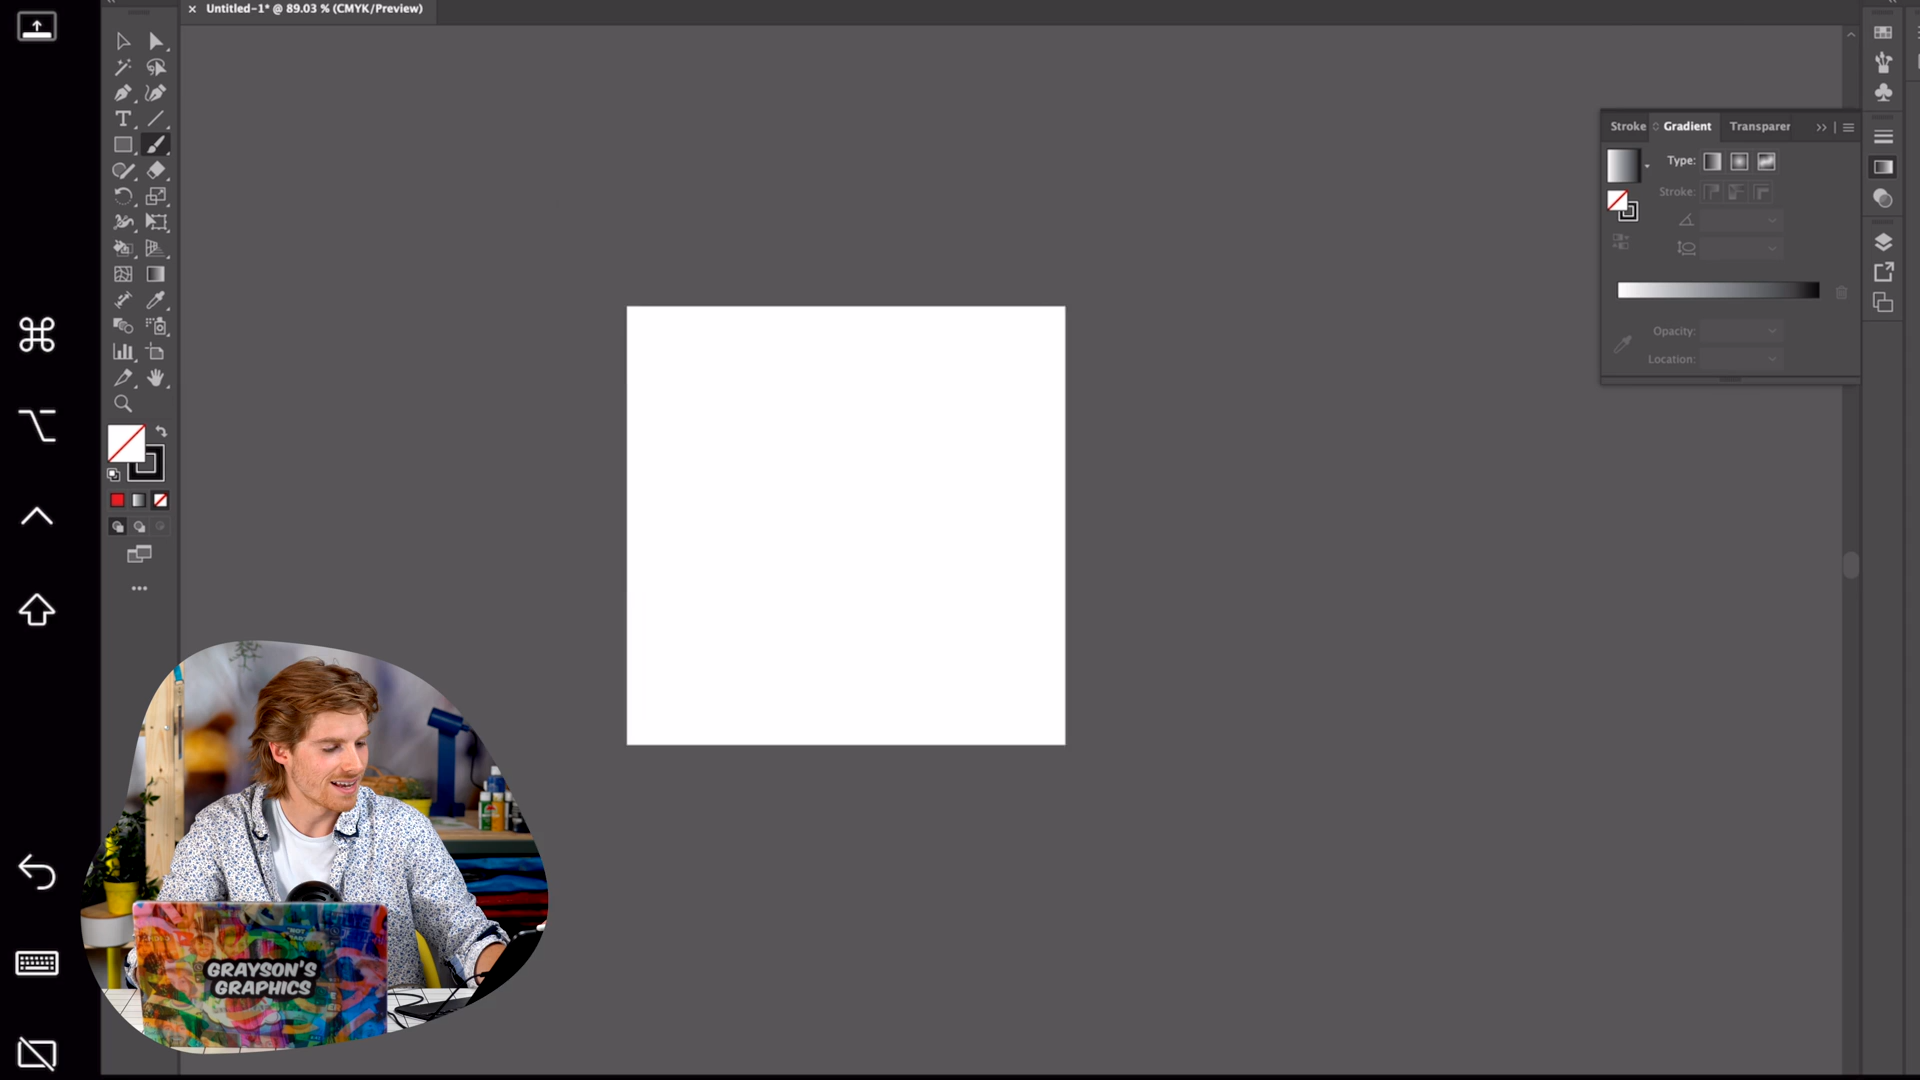 Untitled-1* @ 89.03 % (CMYK/Preview)
Stroke
Gradient
Transparer
Type:
Stroke:
Opacity:
Location:
GRAYSON'S
GRAPHICS